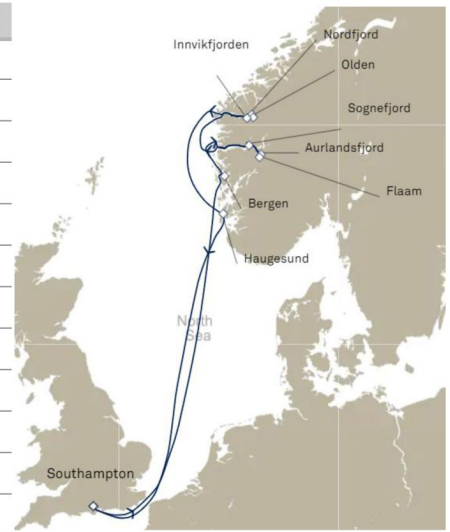 Nordfjord
Innvikfjorden
Olden
Sognefjord
Aurlandsfjord
Flaam
Bergen
Haugesund
North
Sea
Southampton